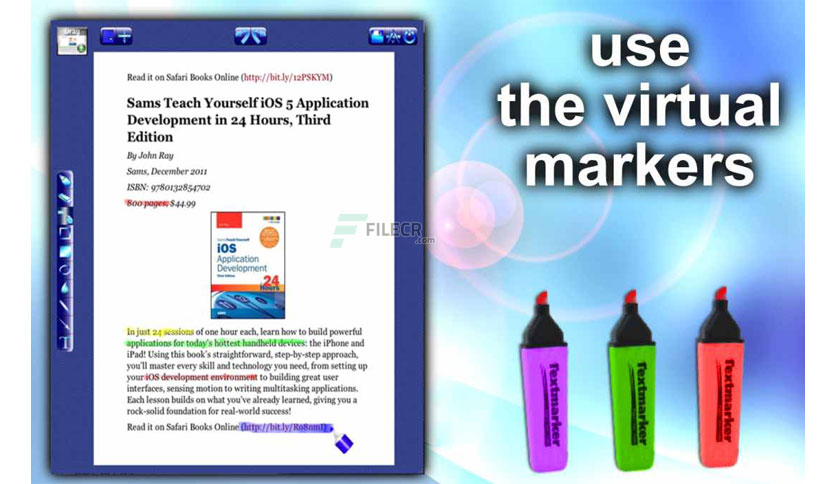 use
the virtual
markers
Read it on Safari Books Online (http://bit.ly/12PSKYM)
Sams Teach Yourself iOS 5 Application
Development in 24 Hours, Third
Edition
By John Ray
Sams, December 2011
ISBN: 9780132854702
800 pages, $44.99
Sams Teach Yourself
iOS
Application
Development
24
Hours
FILECR
.com
In just 24 sessions of one hour each, learn how to build powerful
applications for today's hottest handheld devices: the iPhone and
iPad! Using this book's straightforward, step-by-step approach,
you'll master every skill and technology you need, from setting up
your iOS development environment to building great user
interfaces, sensing motion to writing multitasking applications.
Each lesson builds on what you've already learned, giving you a
rock-solid foundation for real-world success!
Read it on Safari Books Online
Textmarker
Textmarker
Textmarker